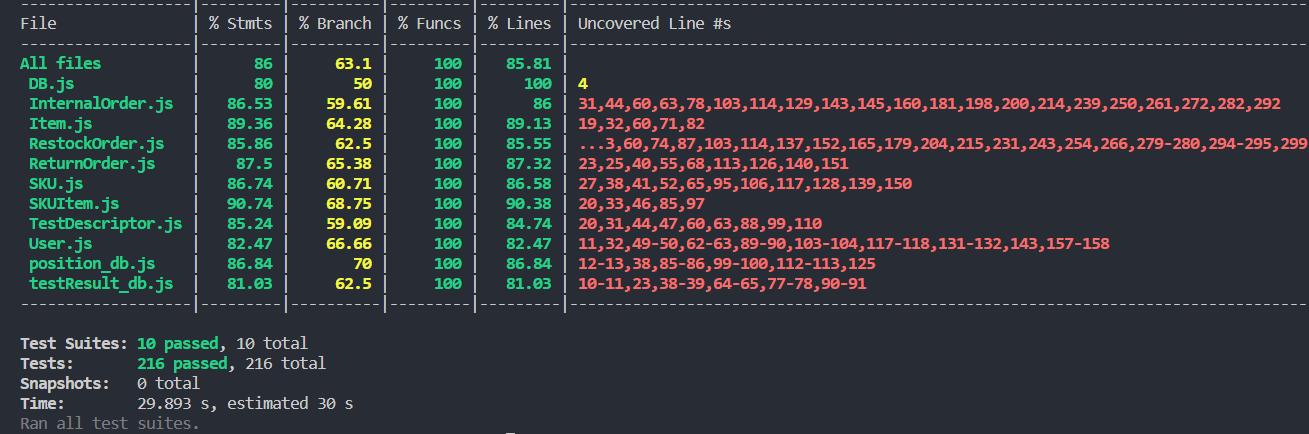 -------------------|---------|----------|---------|---------|--------------------------------------------------------------------------
File | % Stmts | % Branch | % Funcs | % Lines | Uncovered Line #s
-------------------|---------|----------|---------|---------|--------------------------------------------------------------------------
All files | 86 | 63.1 | 100 | 85.81 |
DB.js | 80 | 50 | 100 | 100 | 4
InternalOrder.js | 86.53 | 59.61 | 100 | 86 | 31,44,60,63,78,103,114,129,143,145,160,181,198,200,214,239,250,261,272,282,292
Item.js | 89.36 | 64.28 | 100 | 89.13 | 19,32,60,71,82
RestockOrder.js | 85.86 | 62.5 | 100 | 85.55 | ...3,60,74,87,103,114,137,152,165,179,204,215,231,243,254,266,279-280,294-295,299
ReturnOrder.js | 87.5 | 65.38 | 100 | 87.32 | 23,25,40,55,68,113,126,140,151
SKU.js | 86.74 | 60.71 | 100 | 86.58 | 27,38,41,52,65,95,106,117,128,139,150
SKUItem.js | 90.74 | 68.75 | 100 | 90.38 | 20,33,46,85,97
TestDescriptor.js | 85.24 | 59.09 | 100 | 84.74 | 20,31,44,47,60,63,88,99,110
User.js | 82.47 | 66.66 | 100 | 82.47 | 11,32,49-50,62-63,89-90,103-104,117-118,131-132,143,157-158
position_db.js | 86.84 | 70 | 100 | 86.84 | 12-13,38,85-86,99-100,112-113,125
testResult_db.js | 81.03 | 62.5 | 100 | 81.03 | 10-11,23,38-39,64-65,77-78,90-91
-------------------|---------|----------|---------|---------|--------------------------------------------------------------------------
Test Suites: 10 passed, 10 total
Tests: 216 passed, 216 total
Snapshots: 0 total
Time: 29.893 s, estimated 30 s
Ran all test suites.